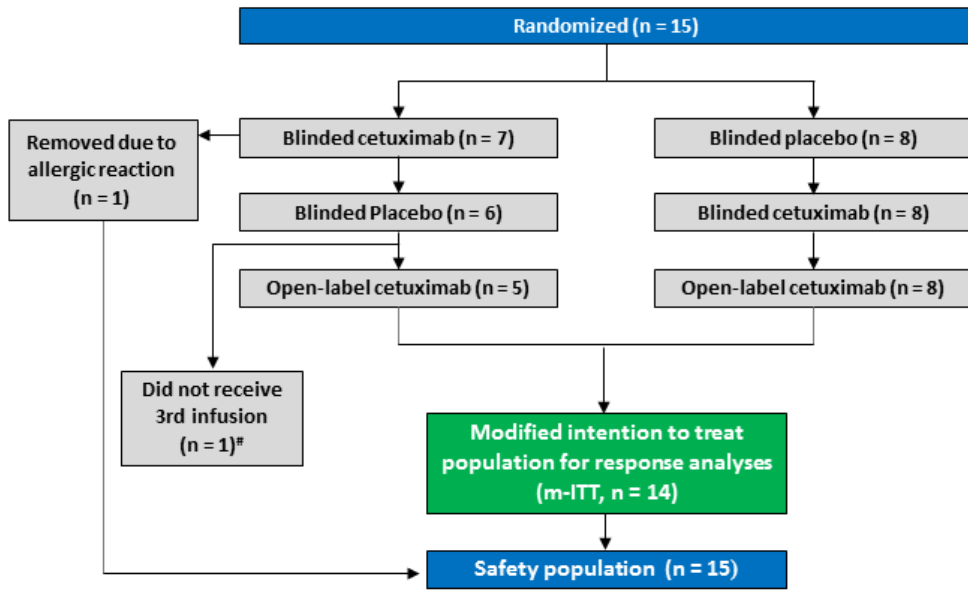 Randomized (n = 15)
Removed due to
allergic reaction
(n = 1)
Blinded cetuximab (n = 7)
Blinded placebo (n = 8)
Blinded Placebo (n = 6)
Blinded cetuximab (n = 8)
Open-label cetuximab (n = 5)
Open-label cetuximab (n = 8)
Did not receive
3rd infusion
(n = 1)#
Modified intention to treat
population for response analyses
(m-ITT, n = 14)
Safety population (n = 15)